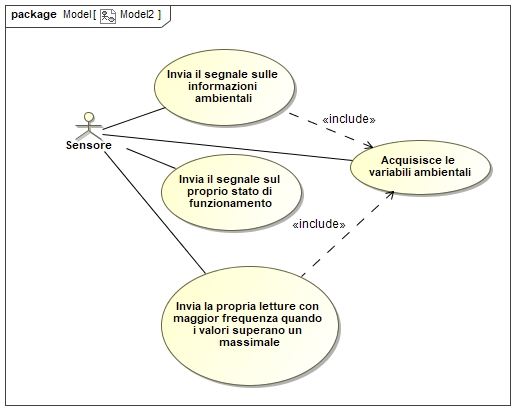 package Model [ Model2 ]
Invia il segnale sulle
informazioni
ambientali
«include»
Sensore
Acquisisce le
variabili ambientali
Invia il segnale sul
proprio stato di
funzionamento
«include»
Invia la propria letture con
maggior frequenza quando
i valori superano un
massimale